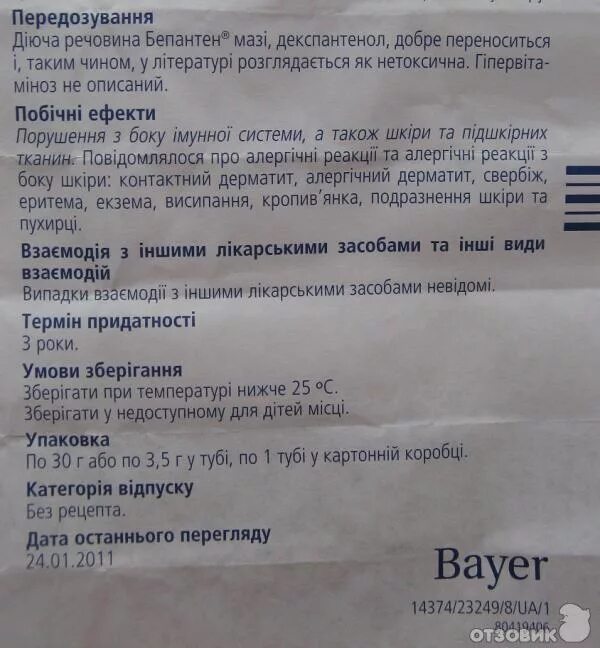 Передозування
Діюча речовина Бепантен® мазі, декспантенол, добре переноситься
і, таким чином, у літературі розглядається як нетоксична. Гіпервіта-
міноз не описаний.
Побічні ефекти
Порушення з боку імунної системи, а також шкіри та підшкірних
тканин. Повідомлялося про алергічні реакції та алергічні реакції з
боку шкіри: контактний дерматит, алергічний дерматит, свербіж,
еритема, екзема, висипання, кропив'янка, подразнення шкіри та
пухирці.
Взаємодія з іншими лікарськими засобами та інші види
взаємодій
Випадки взаємодії з іншими лікарськими засобами невідомі.
Термін придатності
3 роки.
Умови зберігання
Зберігати при температурі нижче 25 ºC.
Зберігати у недоступному для дітей місці.
Упаковка
По 30 г або по 3,5 г у тубі, по 1 тубі у картонній коробці.
Категорія відпуску
Без рецепта.
Дата останнього перегляду
24.01.2011
Bayer
14374/23249/8/UA/1
80419406
ОТЗОВИК